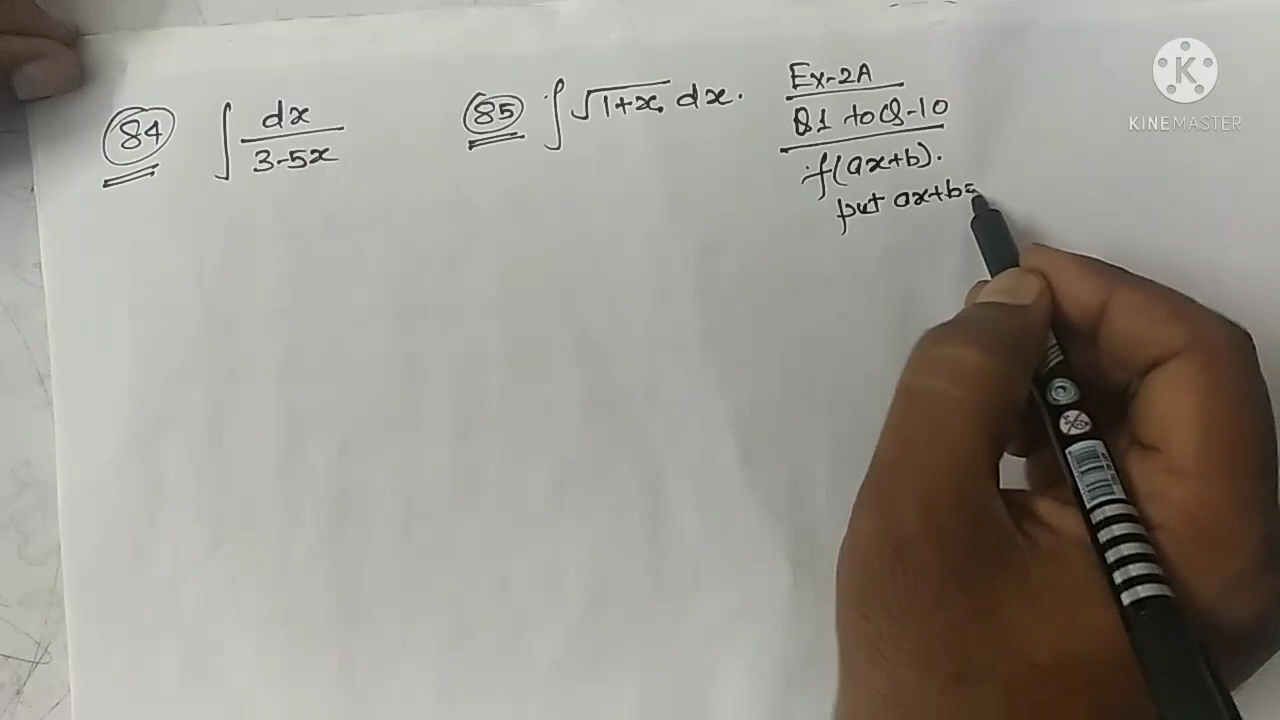 84 ∫ dx / 3-5x
85 ∫ √1+x dx.
Ex-2A
Q1 to Q-10
f(ax+b).
put ax+b=
K
KINEMASTER